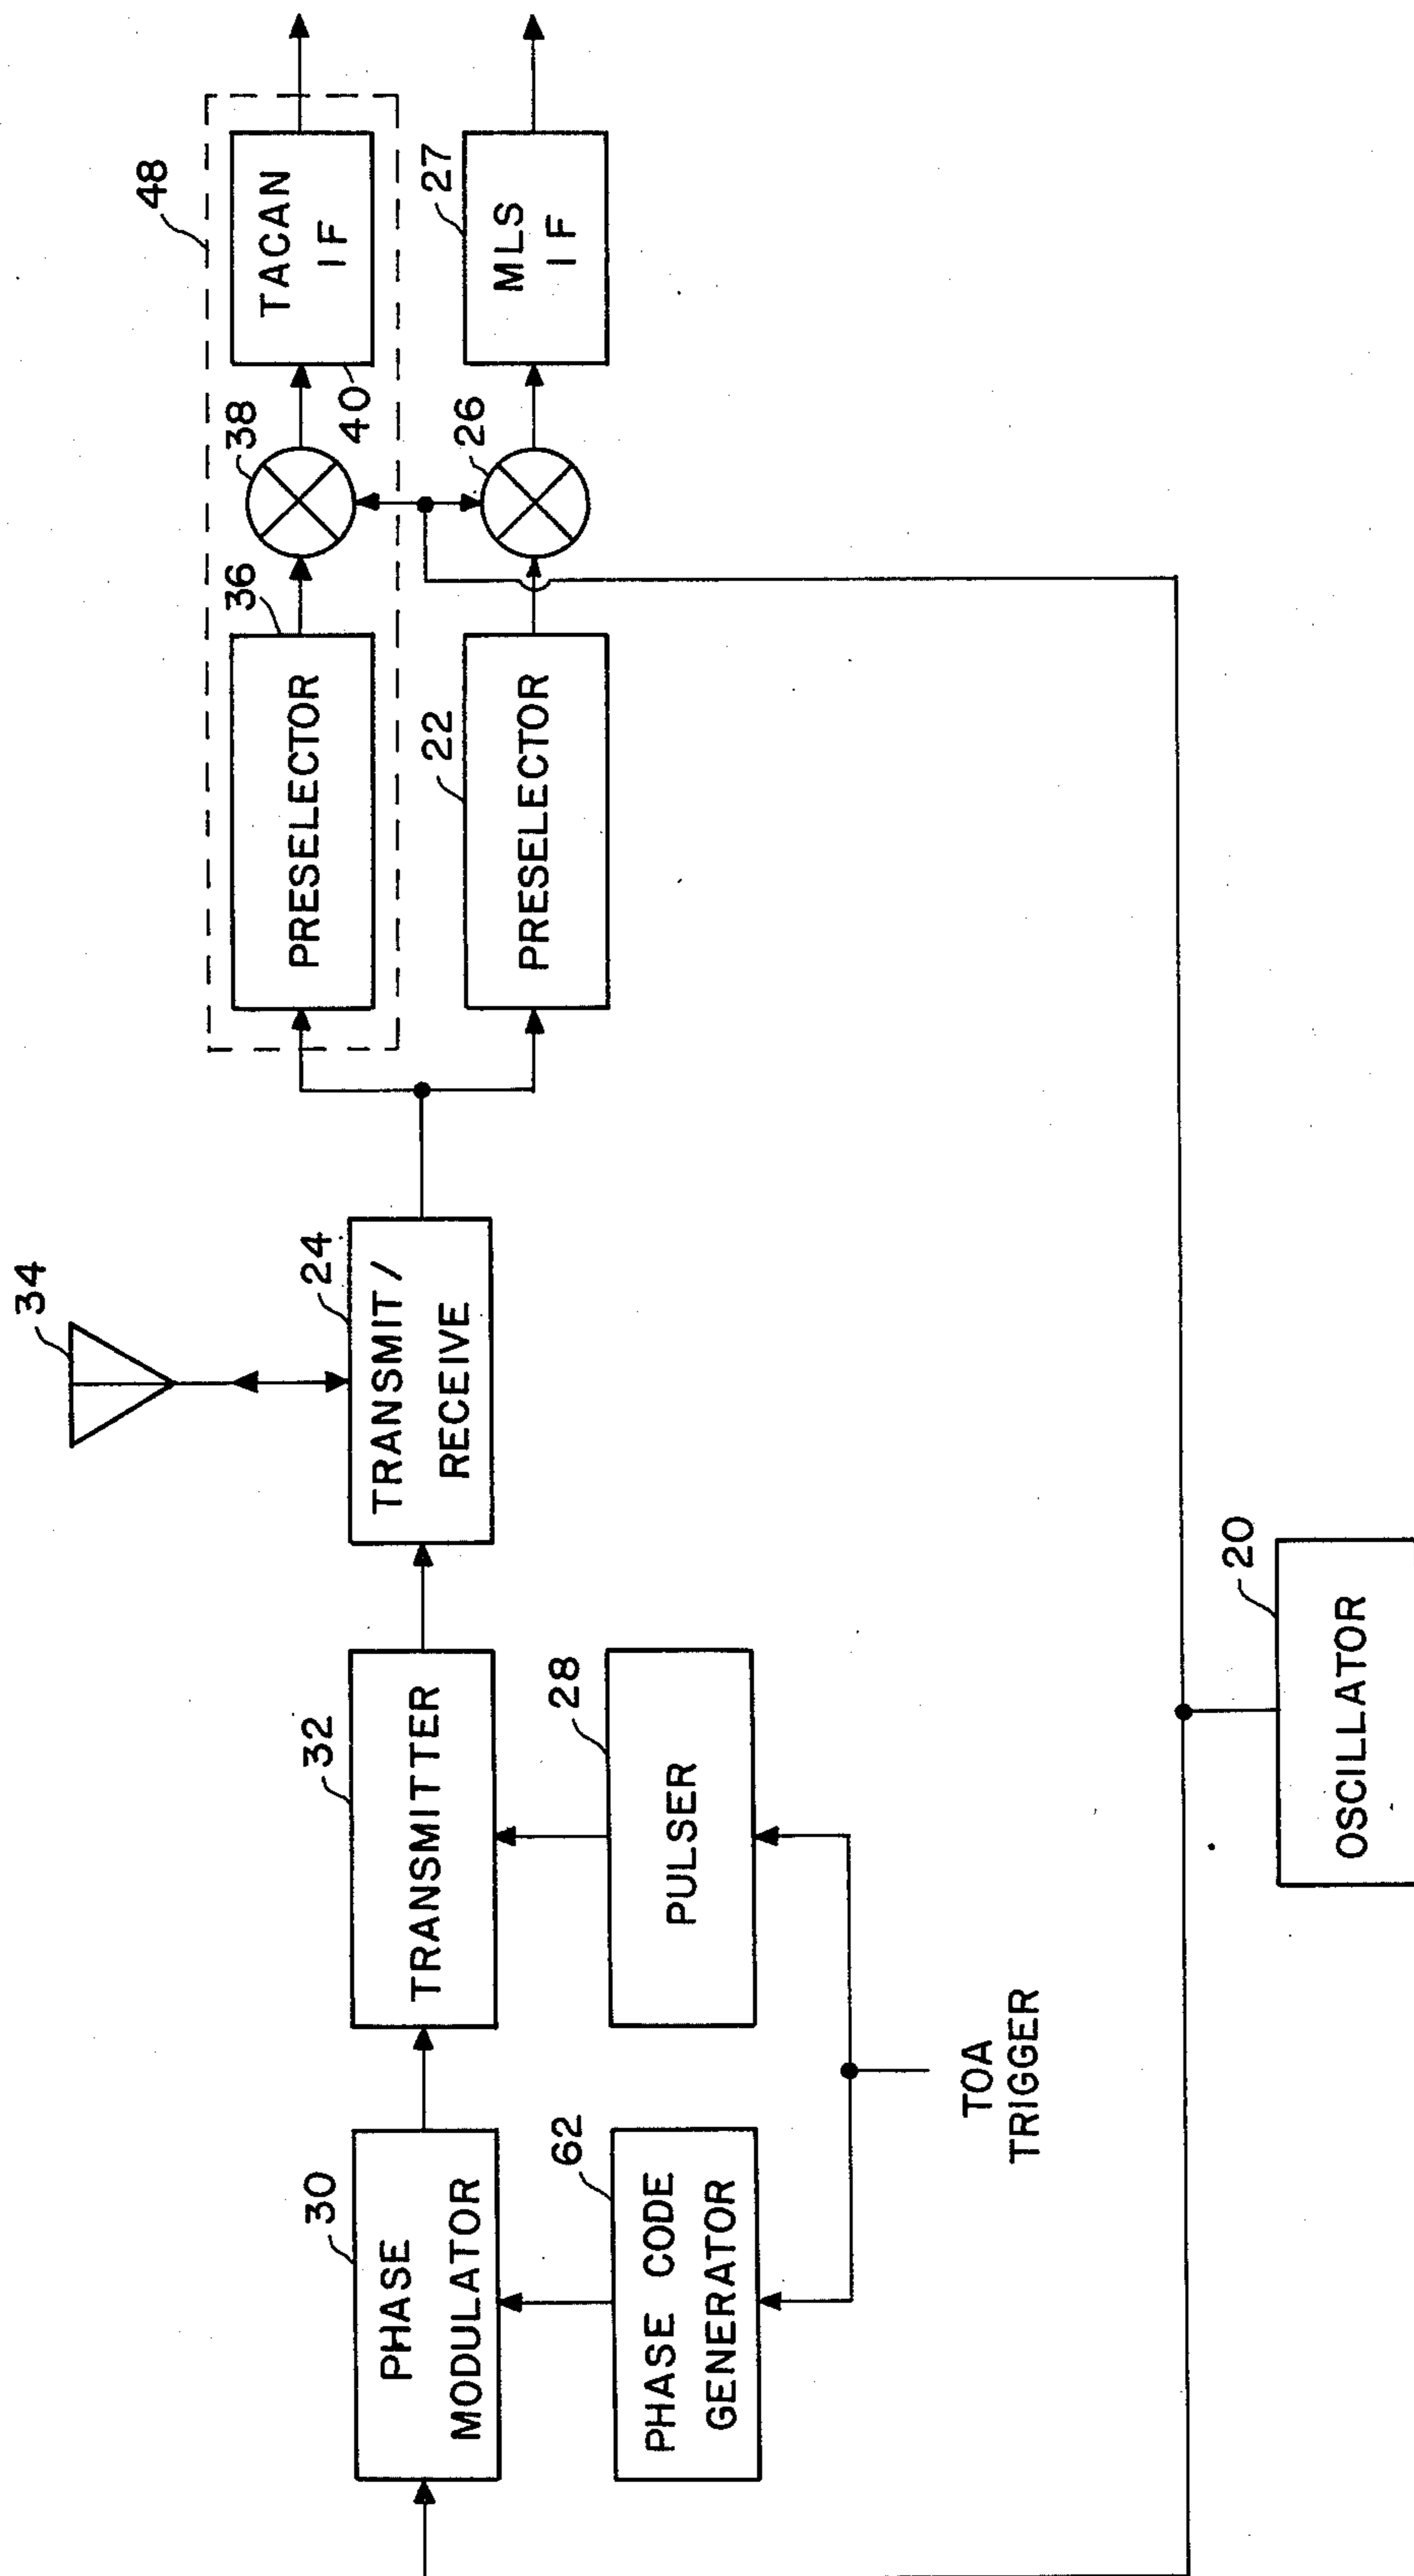 34
48
30
PHASE
MODULATOR
32
TRANSMITTER
24
TRANSMIT/
RECEIVE
36
PRESELECTOR
38
40
TACAN
IF
62
PHASE CODE
GENERATOR
28
PULSER
22
PRESELECTOR
26
27
MLS
IF
TOA
TRIGGER
20
OSCILLATOR